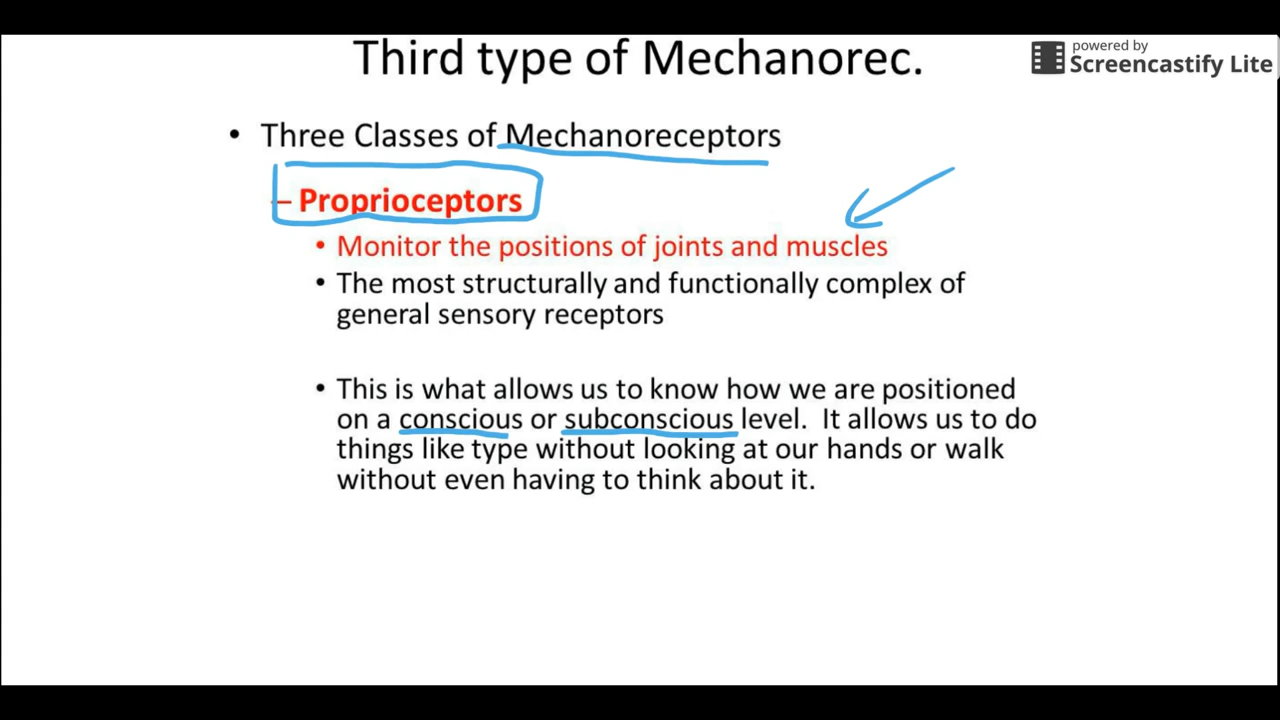 Third type of Mechanorec.
powered by
Screencastify Lite
• Three Classes of Mechanoreceptors
– Proprioceptors
• Monitor the positions of joints and muscles
• The most structurally and functionally complex of
general sensory receptors
• This is what allows us to know how we are positioned
on a conscious or subconscious level.  It allows us to do
things like type without looking at our hands or walk
without even having to think about it.